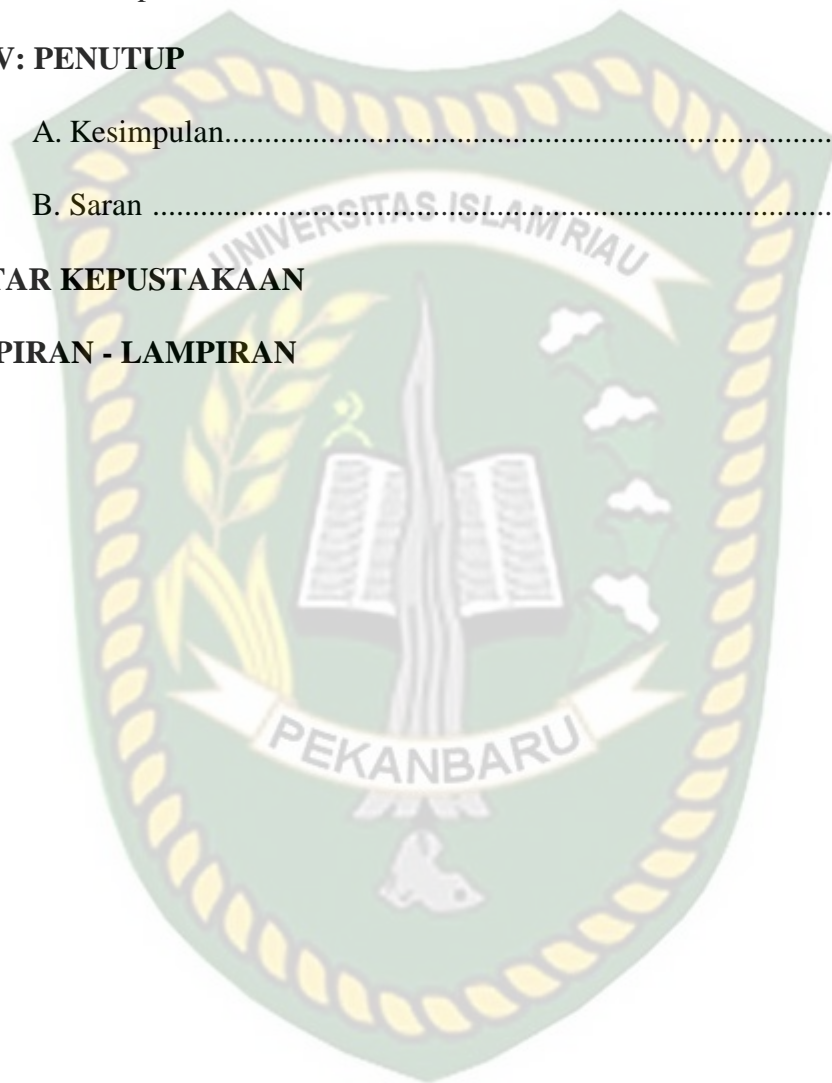 V: PENUTUP
A. Kesimpulan................................................................................
B. Saran .........................................................................................
UNIVERSITAS ISLAM RIAU
TAR KEPUSTAKAAN
PIRAN - LAMPIRAN
PEKANBARU